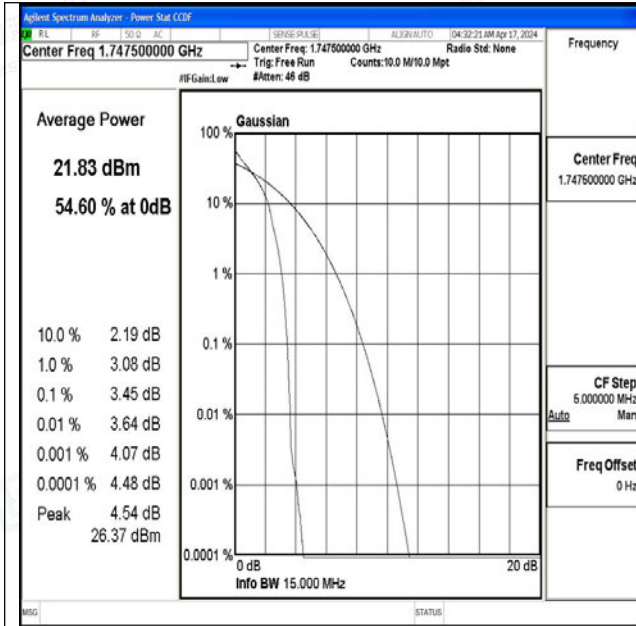 Agilent Spectrum Analyzer - Power Stat CCDF
RL RF 50 Ω AC SENSE:PULSE ALIGN AUTO 04:32:21 AM Apr 17, 2024
Center Freq 1.747500000 GHz
Center Freq: 1.747500000 GHz Radio Std: None
Trig: Free Run Counts:10.0 M/10.0 Mpt
#IFGain:Low #Atten: 46 dB
Frequency
Average Power
21.83 dBm
54.60 % at 0dB
10.0 % 2.19 dB
1.0 % 3.08 dB
0.1 % 3.45 dB
0.01 % 3.64 dB
0.001 % 4.07 dB
0.0001 % 4.48 dB
Peak 4.54 dB
26.37 dBm
Gaussian
100 %
10 %
1 %
0.1 %
0.01 %
0.001 %
0.0001 %
0 dB 20 dB
Info BW 15.000 MHz
Center Freq
1.747500000 GHz
CF Step
5.000000 MHz
Auto Man
Freq Offset
0 Hz
MSG STATUS